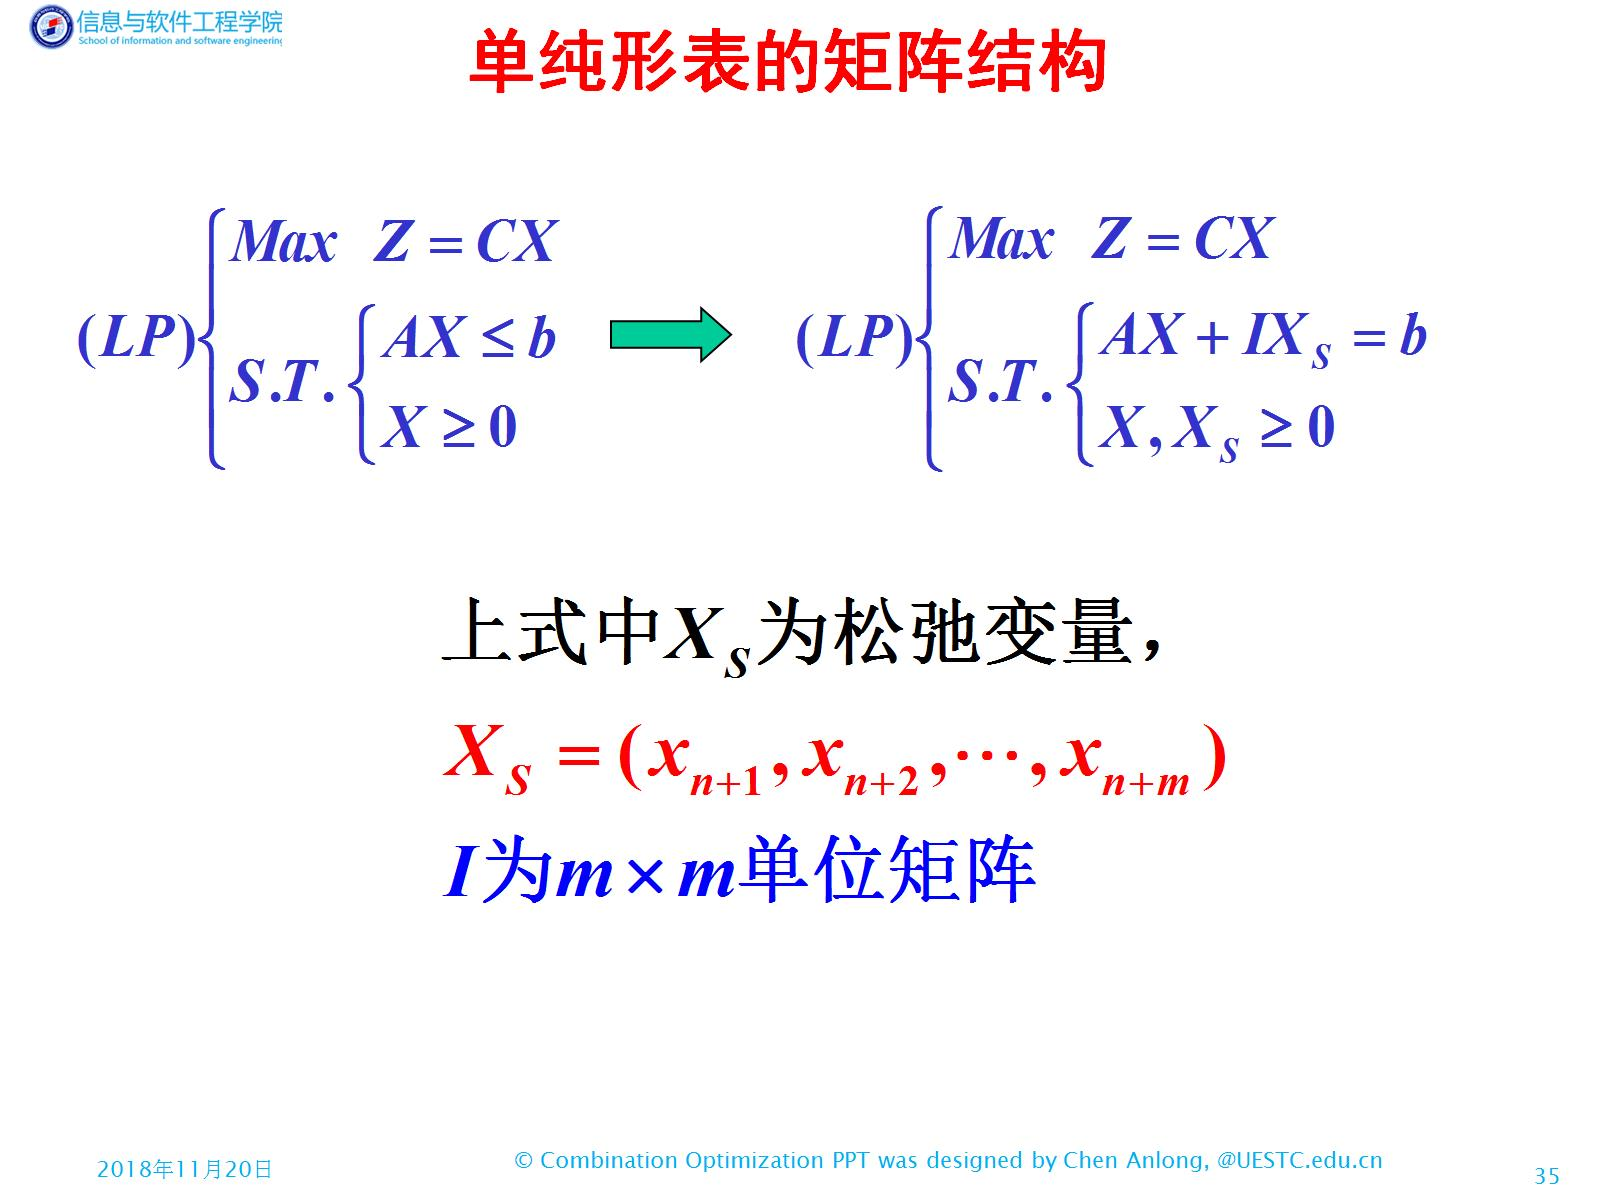 信息与软件工程学院
School of information and software engineering
单纯形表的矩阵结构
(LP) { Max Z = CX
S.T. { AX ≤ b
X ≥ 0
(LP) { Max Z = CX
S.T. { AX + IX_S = b
X, X_S ≥ 0
上式中X_S为松弛变量，
X_S = (x_{n+1}, x_{n+2}, ⋯, x_{n+m})
I为m×m单位矩阵
2018年11月20日
© Combination Optimization PPT was designed by Chen Anlong, @UESTC.edu.cn
35